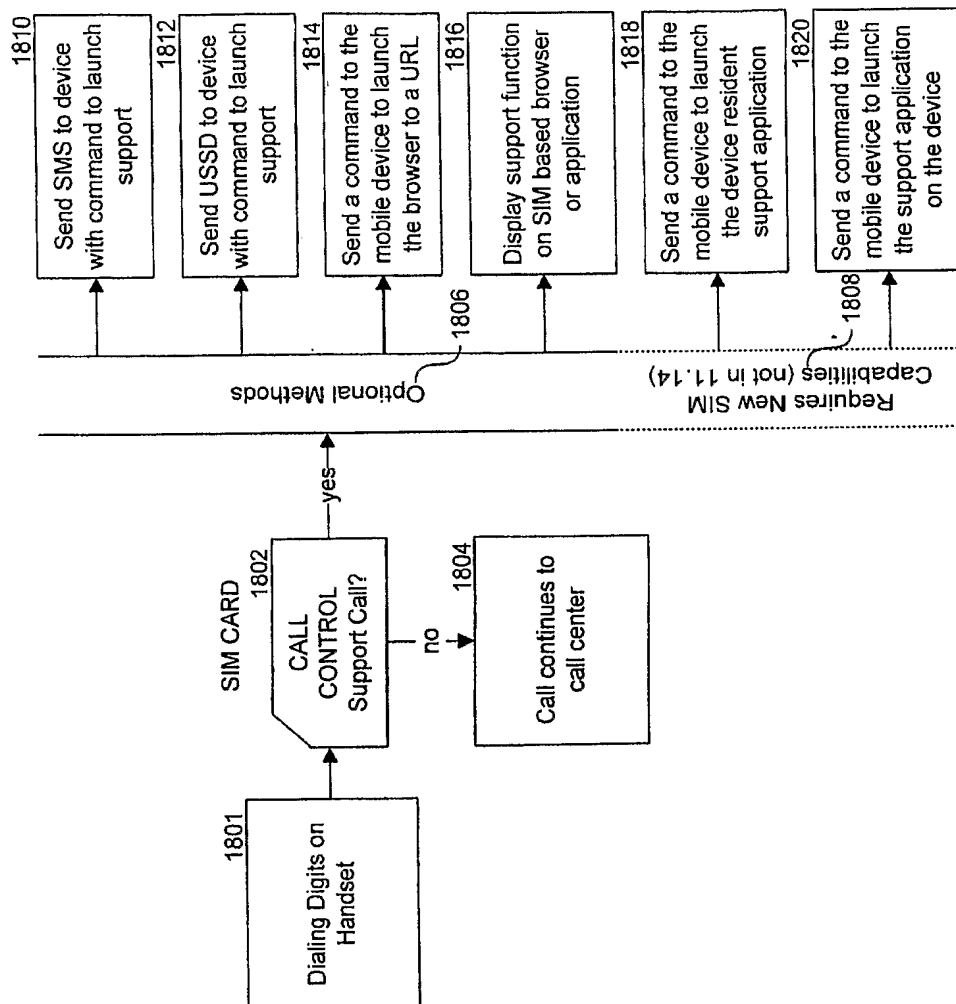 1801
Dialing Digits on
Handset
SIM CARD
1802
CALL
CONTROL
Support Call?
yes
no
1804
Call continues to
call center
Optional Methods
1806
Requires New SIM
Capabilities (not in 11.14)
1808
1810
Send SMS to device
with command to launch
support
1812
Send USSD to device
with command to launch
support
1814
Send a command to the
mobile device to launch
the browser to a URL
1816
Display support function
on SIM based browser
or application
1818
Send a command to the
mobile device to launch
the device resident
support application
1820
Send a command to the
mobile device to launch
the support application
on the device